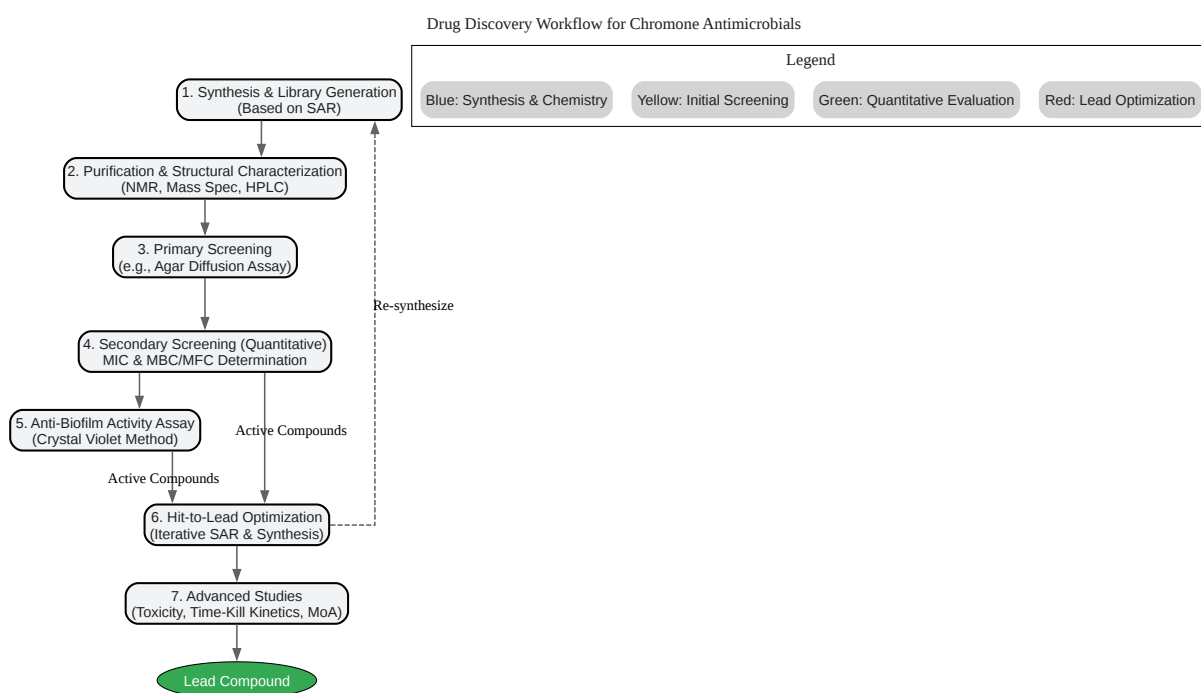 Drug Discovery Workflow for Chromone Antimicrobials
Legend
Blue: Synthesis & Chemistry
Yellow: Initial Screening
Green: Quantitative Evaluation
Red: Lead Optimization
1. Synthesis & Library Generation
(Based on SAR)
2. Purification & Structural Characterization
(NMR, Mass Spec, HPLC)
3. Primary Screening
(e.g., Agar Diffusion Assay)
Re-synthesize
4. Secondary Screening (Quantitative)
MIC & MBC/MFC Determination
5. Anti-Biofilm Activity Assay
(Crystal Violet Method)
Active Compounds
Active Compounds
6. Hit-to-Lead Optimization
(Iterative SAR & Synthesis)
7. Advanced Studies
(Toxicity, Time-Kill Kinetics, MoA)
Lead Compound